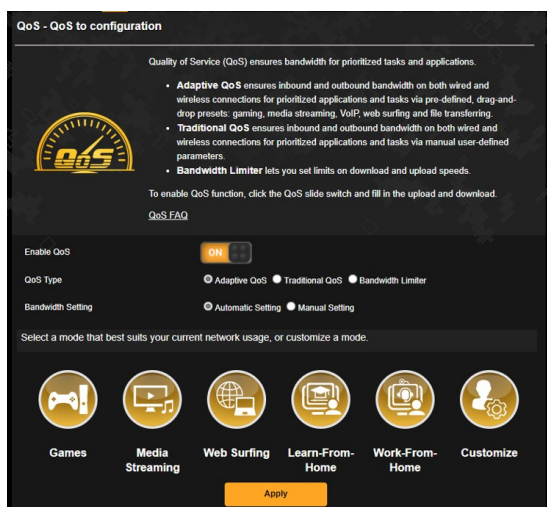 QoS - QoS to configuration
Quality of Service (QoS) ensures bandwidth for prioritized tasks and applications.
• Adaptive QoS ensures inbound and outbound bandwidth on both wired and
wireless connections for prioritized applications and tasks via pre-defined, drag-and-
drop presets: gaming, media streaming, VoIP, web surfing and file transferring.
• Traditional QoS ensures inbound and outbound bandwidth on both wired and
wireless connections for prioritized applications and tasks via manual user-defined
parameters.
• Bandwidth Limiter lets you set limits on download and upload speeds.
QoS
To enable QoS function, click the QoS slide switch and fill in the upload and download.
QoS FAQ
Enable QoS ON
QoS Type Adaptive QoS Traditional QoS Bandwidth Limiter
Bandwidth Setting Automatic Setting Manual Setting
Select a mode that best suits your current network usage, or customize a mode.
Games Media Web Surfing Learn-From- Work-From- Customize
Streaming Home Home
Apply